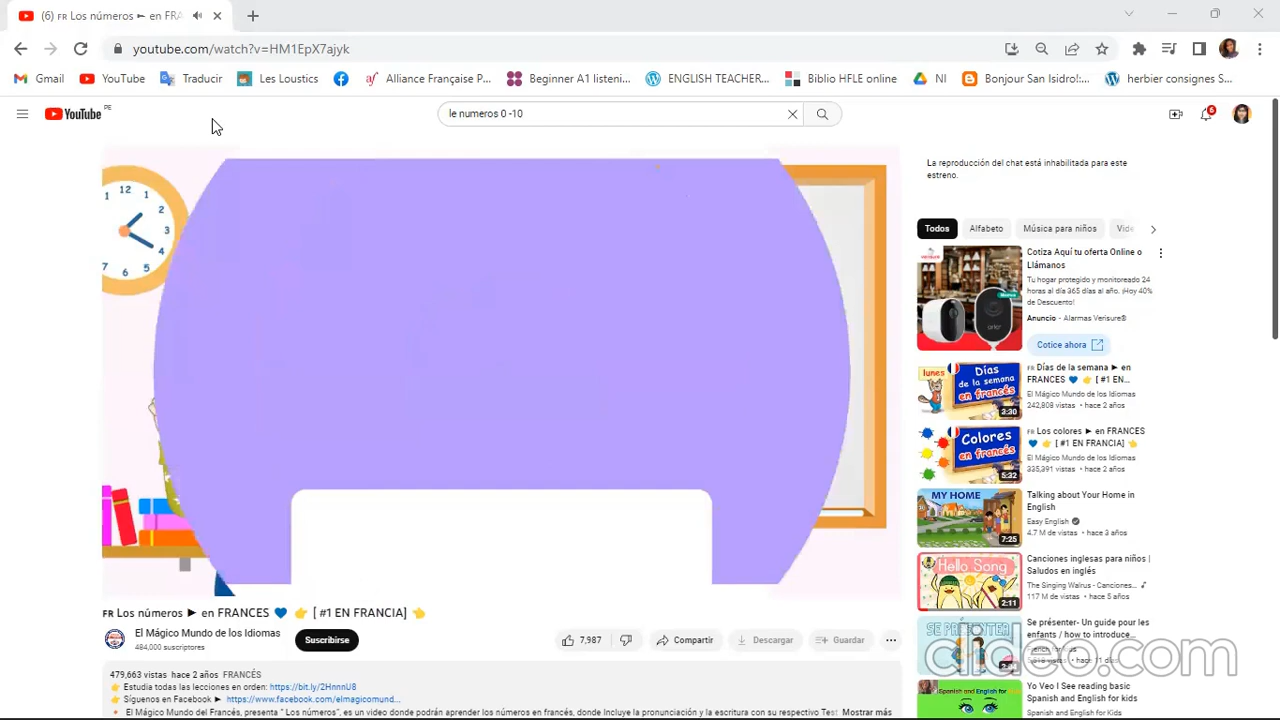 (6) FR Los números ► en FRA
youtube.com/watch?v=HM1EpX7ajyk
Gmail
YouTube
Traducir
Les Loustics
Alliance Française P...
Beginner A1 listeni...
ENGLISH TEACHER...
Biblio HFLE online
NI
Bonjour San Isidro!:...
herbier consignes S...
YouTube PE
le numeros 0 -10
6
La reproducción del chat está inhabilitada para este
estreno.
Todos
Alfabeto
Música para niños
Vide
12
1
2
3
4
5
6
7
Cotiza Aquí tu oferta Online o
Llámanos
Tu hogar protegido y monitoreado 24
horas al día 365 días al año. ¡Hoy 40%
de Descuento!
Anuncio · Alarmas Verisure®
Cotice ahora
arlo
lunes
Días
de la semana
en francés
3:30
FR Días de la semana ► en
FRANCES 💙 👉 [ #1 EN...
El Mágico Mundo de los Idiomas
242,808 vistas • hace 2 años
Colores
en francés
5:32
FR Los colores ► en FRANCES
💙 👉 [ #1 EN FRANCIA] 👈
El Mágico Mundo de los Idiomas
335,391 vistas • hace 2 años
MY HOME
7:25
Talking about Your Home in
English
Easy English
4.7 M de vistas • hace 3 años
Hello Song
2:11
Canciones inglesas para niños |
Saludos en inglés
The Singing Walrus - Canciones...
117 M de vistas • hace 5 años
SE PRÉSENTER
Se présenter- Un guide pour les
enfants / how to introduce...
French for Kids
clideo.com
Spanish and English for
Yo Veo I See reading basic
Spanish and English for kids
FR Los números ► en FRANCES 💙 👉 [ #1 EN FRANCIA] 👈
El Mágico Mundo de los Idiomas
484,000 suscriptores
Suscribirse
7,987
Compartir
Descargar
Guardar
479,663 vistas hace 2 años FRANCÉS
👉 Estudia todas las lecciones en orden: https://bit.ly/2HnnnU8
👉 Síguenos en Facebook ► https://www.facebook.com/elmagicomund...
El Mágico Mundo del Francés, presenta " Los números", es un video donde podrán aprender los números en francés, donde Incluye la pronunciación y la escritura con su respectivo Test Mostrar más